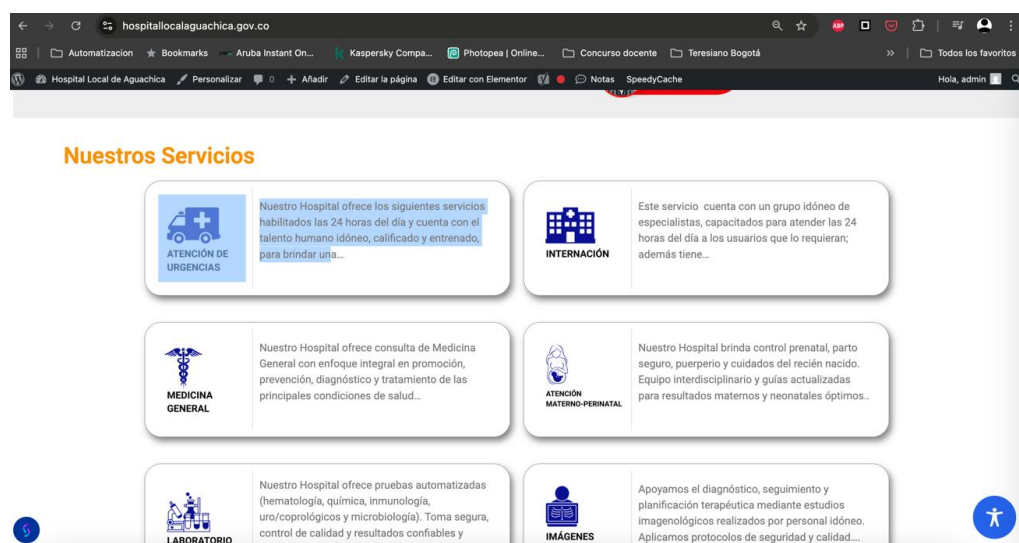 hospitallocalaguachica.gov.co
ABP
Automatizacion
Bookmarks
Aruba Instant On...
Kaspersky Compa...
Photopea | Online...
Concurso docente
Teresiano Bogotá
»
Todos los favoritos
Hospital Local de Aguachica
Personalizar
0
+ Añadir
Editar la página
Editar con Elementor
Notas
SpeedyCache
Hola, admin
Nuestros Servicios
ATENCIÓN DE
URGENCIAS
Nuestro Hospital ofrece los siguientes servicios
habilitados las 24 horas del día y cuenta con el
talento humano idóneo, calificado y entrenado,
para brindar una…
INTERNACIÓN
Este servicio cuenta con un grupo idóneo de
especialistas, capacitados para atender las 24
horas del día a los usuarios que lo requieran;
además tiene…
MEDICINA
GENERAL
Nuestro Hospital ofrece consulta de Medicina
General con enfoque integral en promoción,
prevención, diagnóstico y tratamiento de las
principales condiciones de salud…
ATENCIÓN
MATERNO-PERINATAL
Nuestro Hospital brinda control prenatal, parto
seguro, puerperio y cuidados del recién nacido.
Equipo interdisciplinario y guías actualizadas
para resultados maternos y neonatales óptimos..
LABORATORIO
Nuestro Hospital ofrece pruebas automatizadas
(hematología, química, inmunología,
uro/coprológicos y microbiología). Toma segura,
control de calidad y resultados confiables y
IMÁGENES
Apoyamos el diagnóstico, seguimiento y
planificación terapéutica mediante estudios
imagenológicos realizados por personal idóneo.
Aplicamos protocolos de seguridad y calidad....